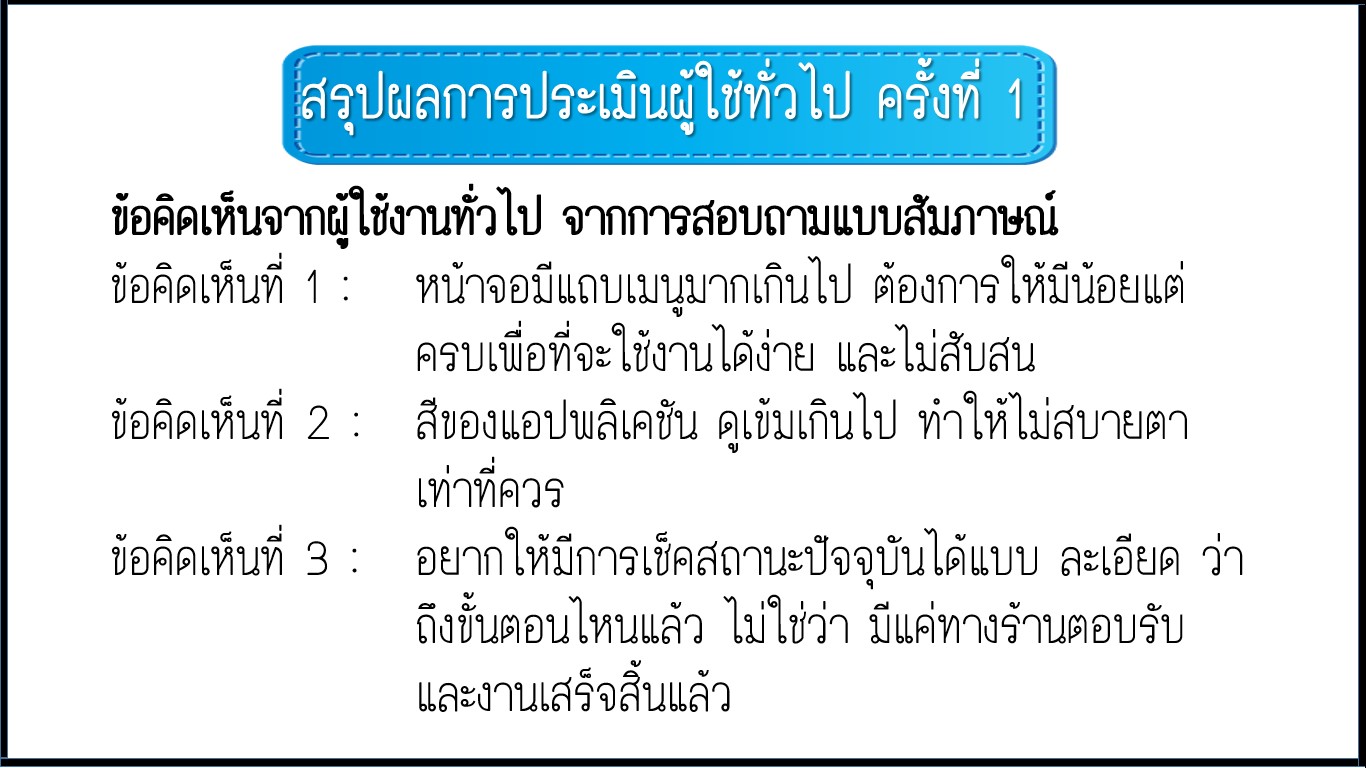 สรุปผลการประเมินผู้ใช้ทั่วไป ครั้งที่ 1
ข้อคิดเห็นจากผู้ใช้งานทั่วไป จากการสอบถามแบบสัมภาษณ์
ข้อคิดเห็นที่ 1 : หน้าจอมีแถบเมนูมากเกินไป ต้องการให้มีน้อยแต่
ครบเพื่อที่จะใช้งานได้ง่าย และไม่สับสน
ข้อคิดเห็นที่ 2 : สีของแอปพลิเคชัน ดูเข้มเกินไป ทำให้ไม่สบายตา
เท่าที่ควร
ข้อคิดเห็นที่ 3 : อยากให้มีการเช็คสถานะปัจจุบันได้แบบ ละเอียด ว่า
ถึงขั้นตอนไหนแล้ว ไม่ใช่ว่า มีแค่ทางร้านตอบรับ
และงานเสร็จสิ้นแล้ว